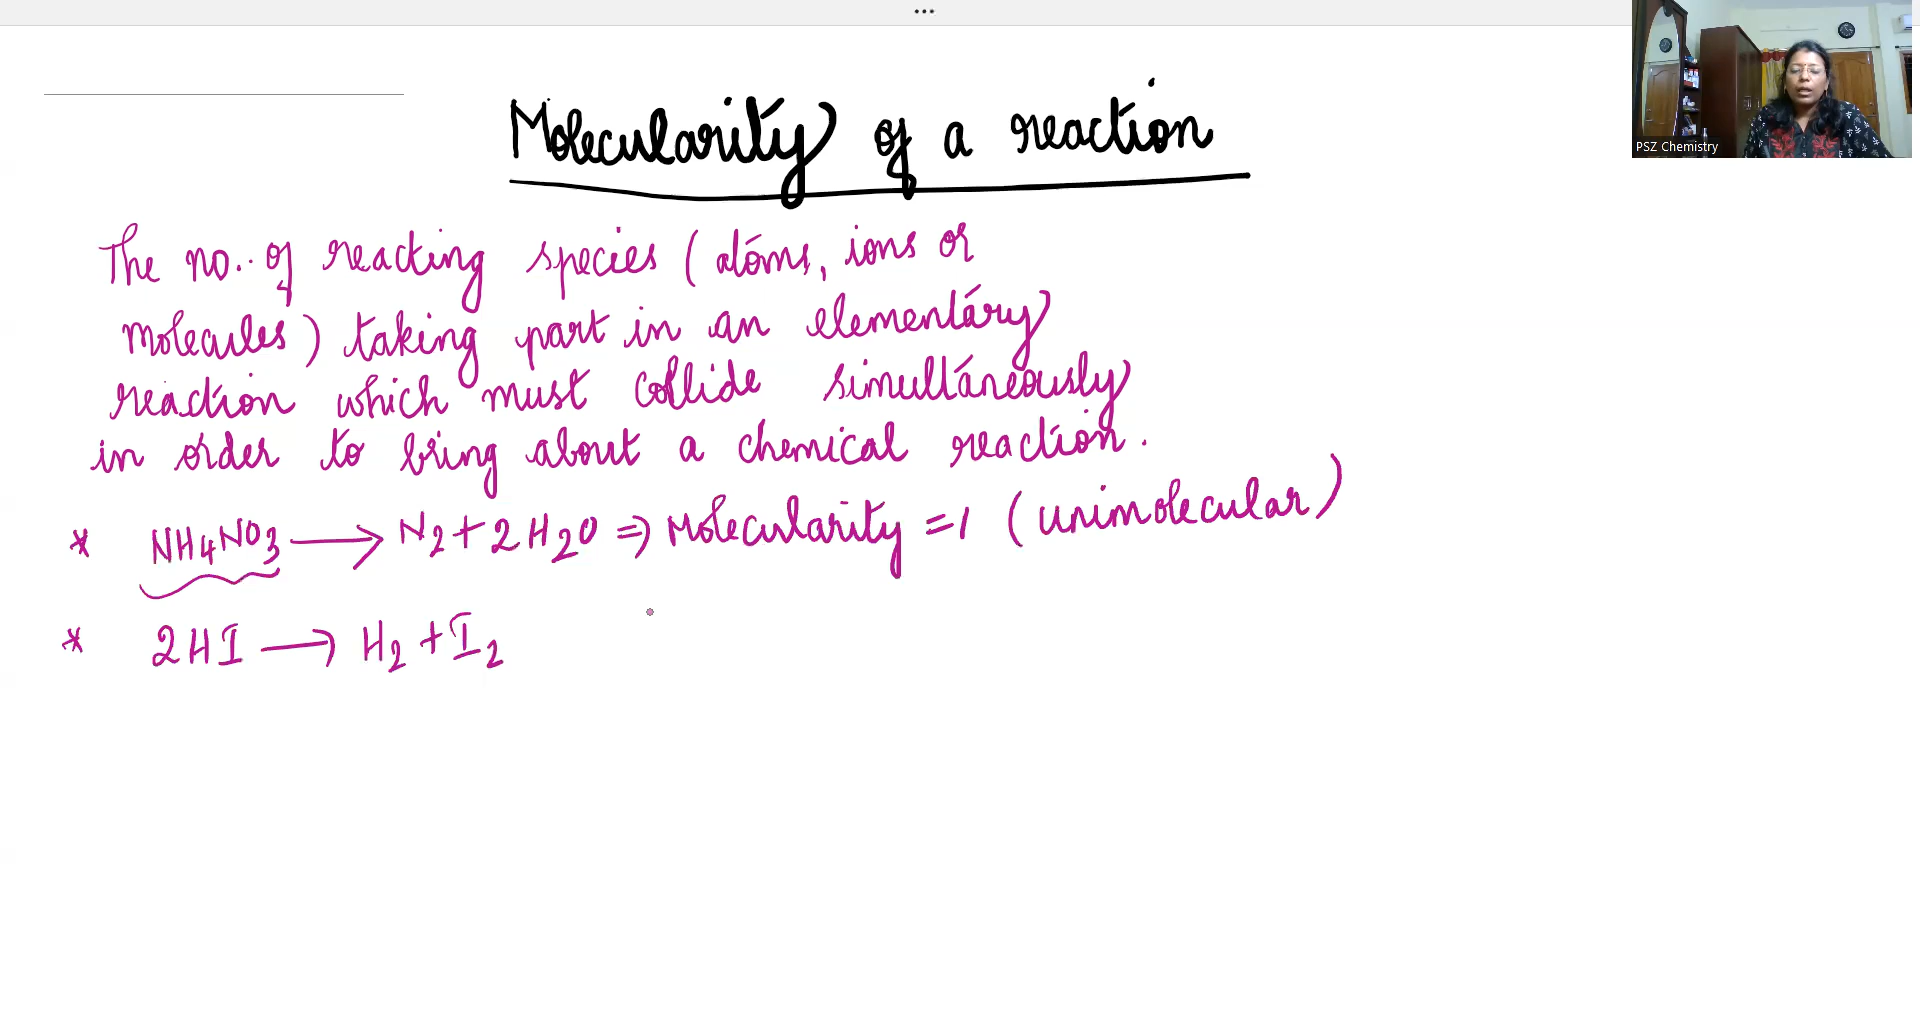 Molecularity of a reaction
PSZ Chemistry
The no. of reacting species (atoms, ions or
molecules) taking part in an elementary
reaction which must collide simultaneously
in order to bring about a chemical reaction.
* NH4NO3 → N2 + 2H2O ⇒ Molecularity = 1 (unimolecular)
* 2HI → H2 + I2